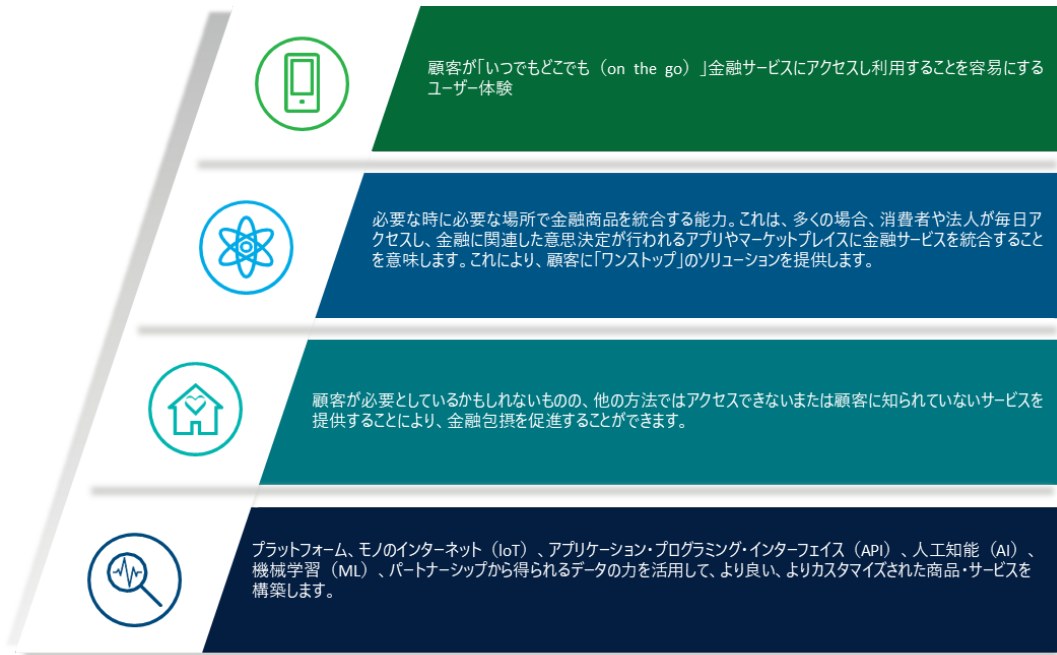 顧客が「いつでもどこでも（on the go）」金融サービスにアクセスし利用することを容易にする
ユーザー体験
必要な時に必要な場所で金融商品を統合する能力。これは、多くの場合、消費者や法人が毎日ア
クセスし、金融に関連した意思決定が行われるアプリやマーケットプレイスに金融サービスを統合すること
を意味します。これにより、顧客に「ワンストップ」のソリューションを提供します。
顧客が必要としているかもしれないものの、他の方法ではアクセスできないまたは顧客に知られていないサービスを
提供することにより、金融包摂を促進することができます。
プラットフォーム、モノのインターネット（IoT）、アプリケーション・プログラミング・インターフェイス（API）、人工知能（AI）、
機械学習（ML）、パートナーシップから得られるデータの力を活用して、より良い、よりカスタマイズされた商品・サービスを
構築します。